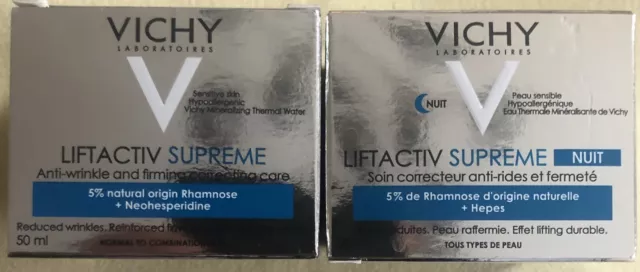 VICHY
LABORATOIRES
V
Sensitive skin
Hypoallergenic
Vichy Mineralizing Thermal Water
LIFTACTIV SUPREME
Anti-wrinkle and firming correcting care
5% natural origin Rhamnose
+ Neohesperidine
Reduced wrinkles. Reinforced
50 ml
NORMAL TO COMBINATION
VICHY
LABORATOIRES
V
NUIT
Peau sensible
Hypoallergénique
Eau Thermale Minéralisante de Vichy
LIFTACTIV SUPREME NUIT
Soin correcteur anti-rides et fermeté
5% de Rhamnose d'origine naturelle
+ Hepes
Peau raffermie. Effet lifting durable.
TOUS TYPES DE PEAU